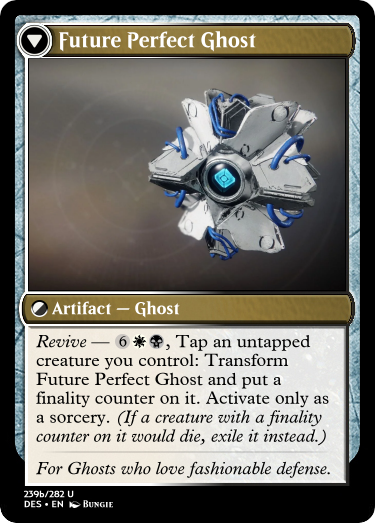 Future Perfect Ghost
Artifact — Ghost
Revive — 6, Tap an untapped
creature you control: Transform
Future Perfect Ghost and put a
finality counter on it. Activate only as
a sorcery. (If a creature with a finality
counter on it would die, exile it instead.)
For Ghosts who love fashionable defense.
239b/282 U
DES • EN Bungie